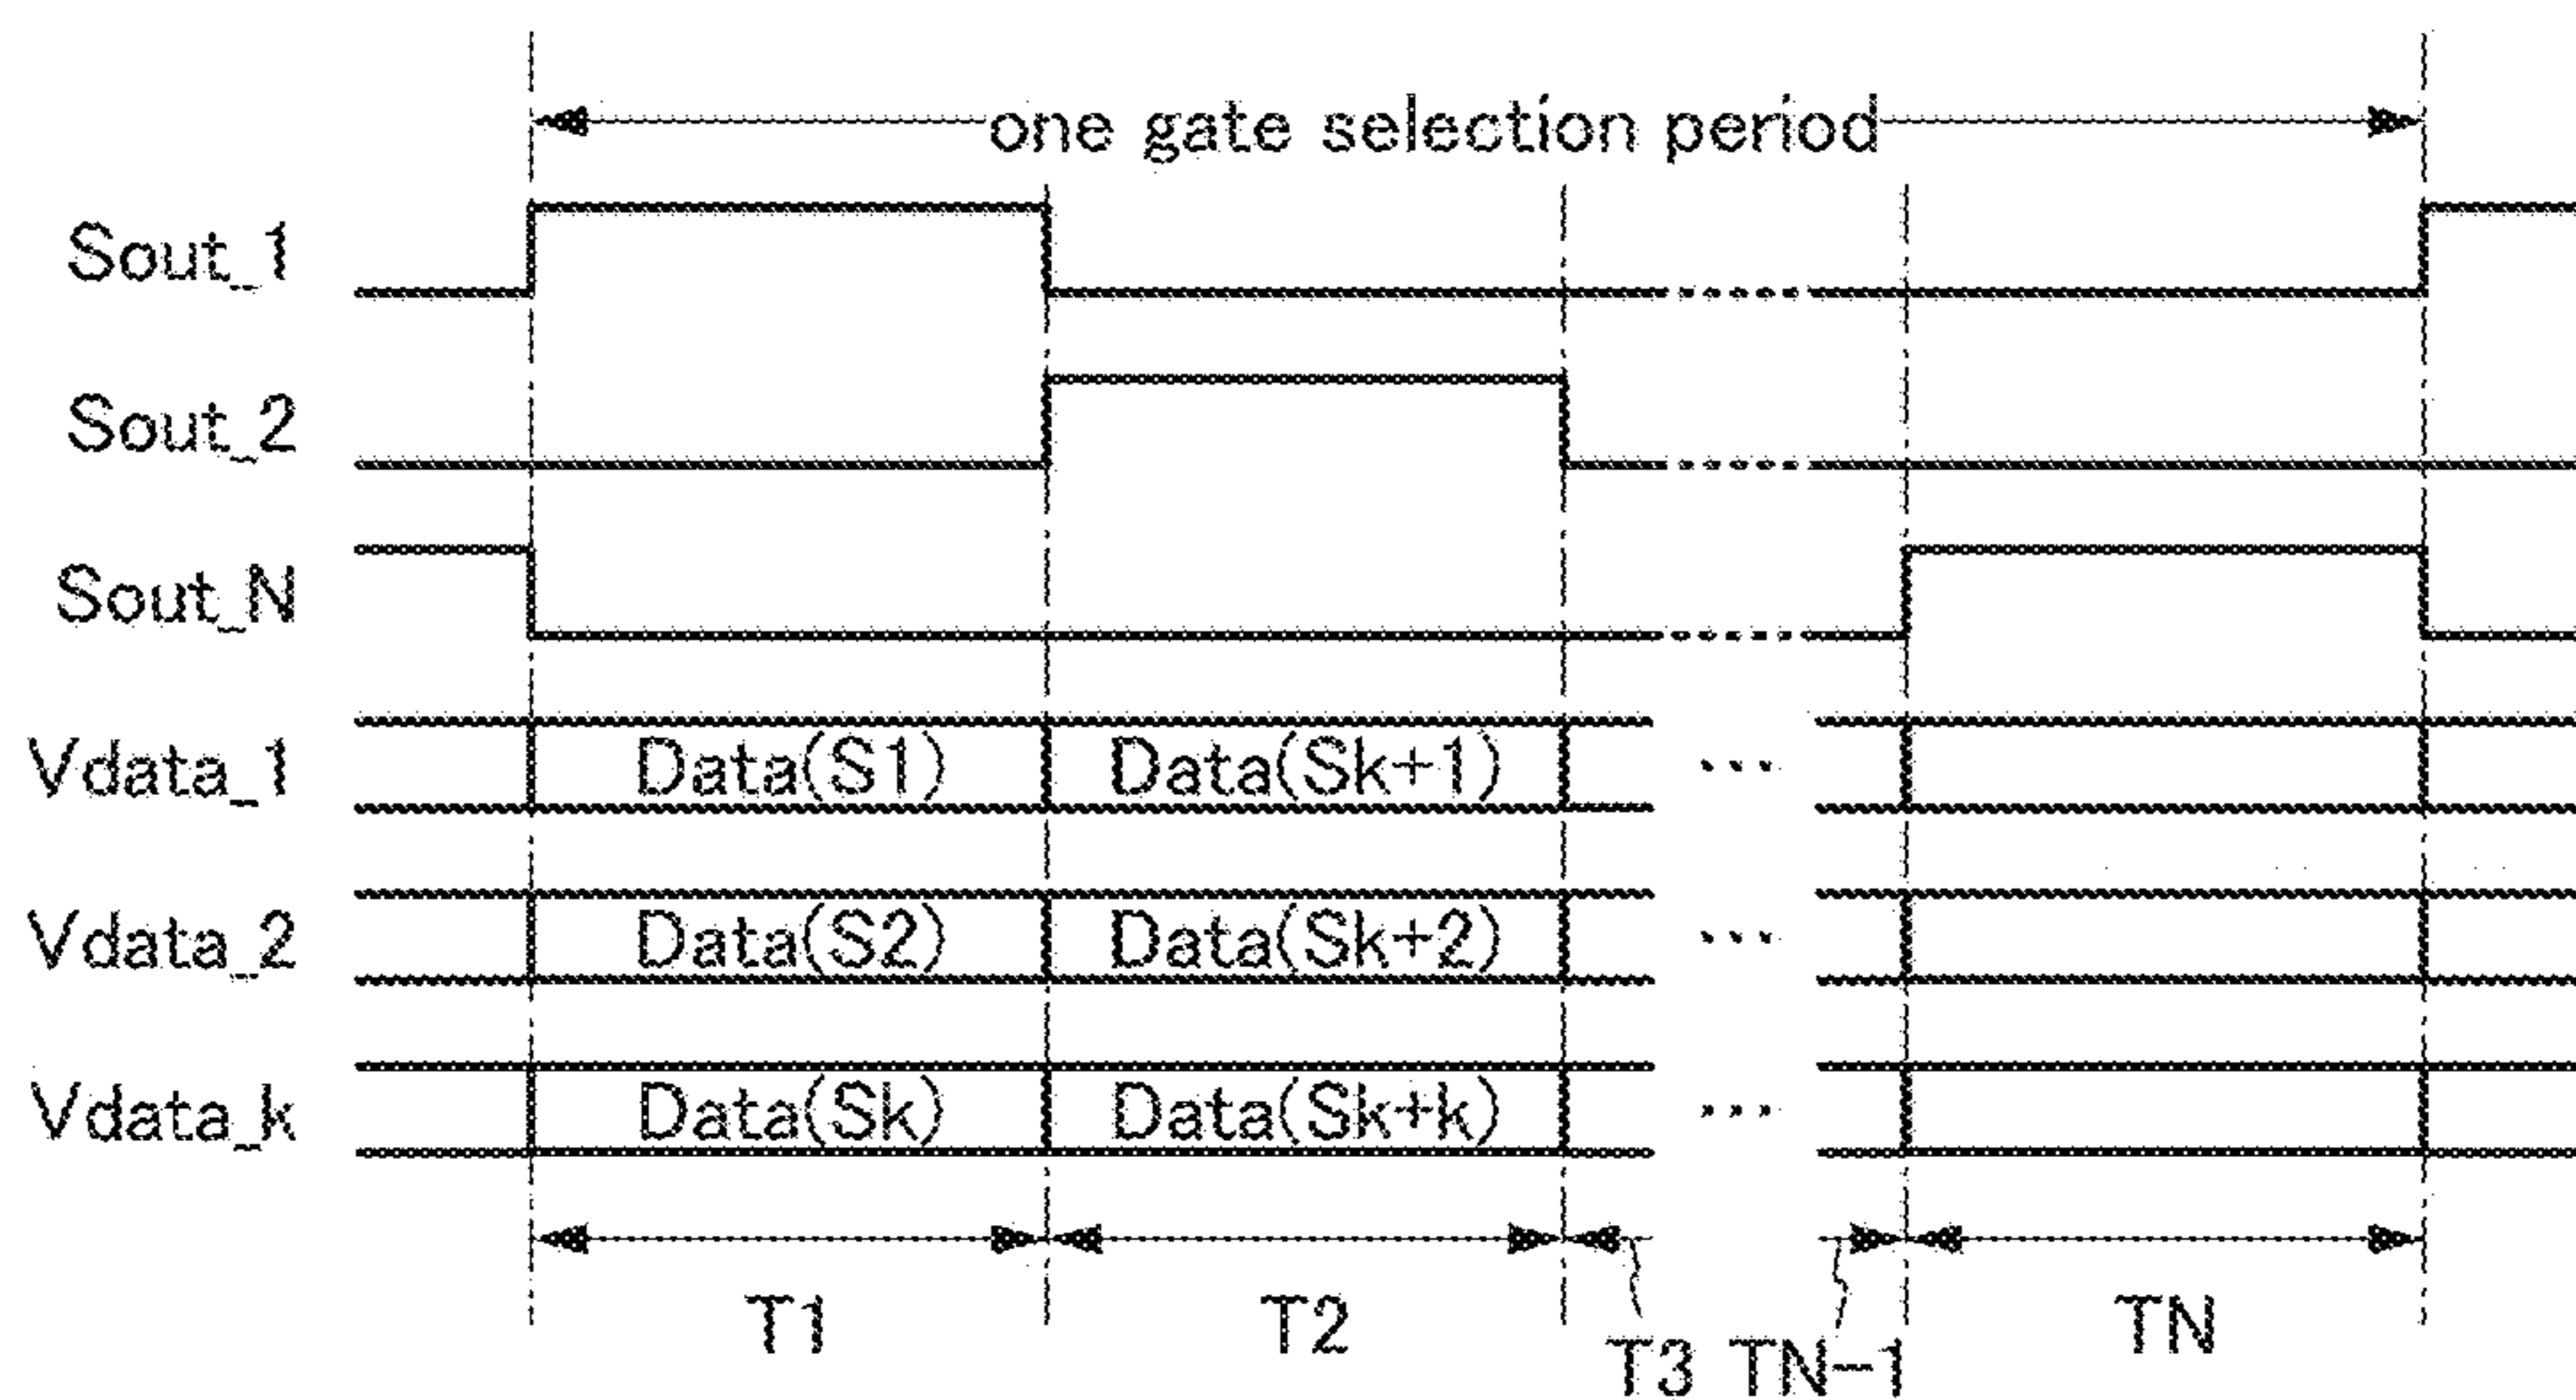 one gate selection period
Sout_1
Sout_2
Sout_N
Vdata_1 Data(S1) Data(Sk+1) ...
Vdata_2 Data(S2) Data(Sk+2) ...
Vdata_k Data(Sk) Data(Sk+k) ...
T1 T2 T3 TN-1 TN